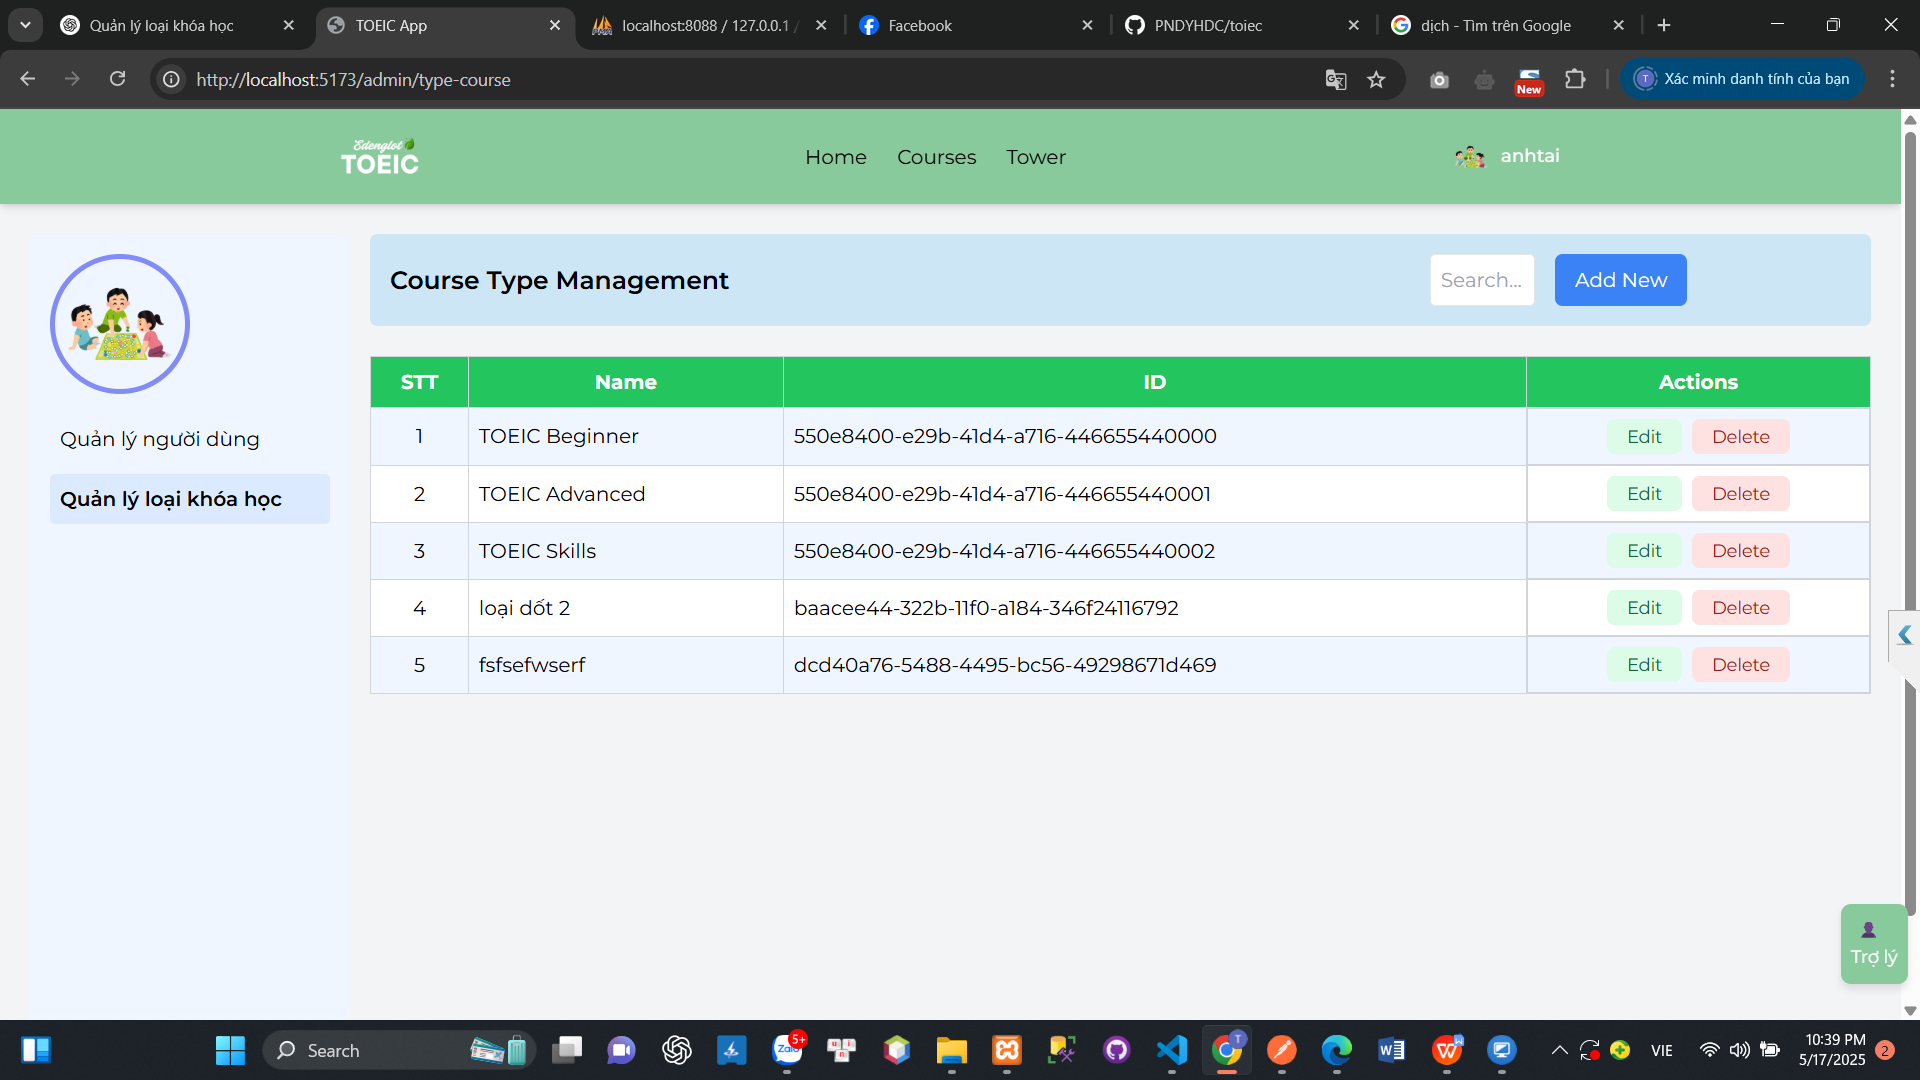 Quản lý loại khóa học
TOEIC App
localhost:8088 / 127.0.0.1 /
Facebook
PNDYHDC/toiec
dịch - Tìm trên Google
http://localhost:5173/admin/type-course
New
T
Xác minh danh tính của bạn
Edengiot
TOEIC
Home
Courses
Tower
anhtai
Course Type Management
Search...
Add New
Quản lý người dùng
Quản lý loại khóa học
STT Name ID Actions
1 TOEIC Beginner 550e8400-e29b-41d4-a716-446655440000 Edit Delete
2 TOEIC Advanced 550e8400-e29b-41d4-a716-446655440001 Edit Delete
3 TOEIC Skills 550e8400-e29b-41d4-a716-446655440002 Edit Delete
4 loại dốt 2 baacee44-322b-11f0-a184-346f24116792 Edit Delete
5 fsfsefwserf dcd40a76-5488-4495-bc56-49298671d469 Edit Delete
Trợ lý
Search
Zalo
5+
T
VIE
10:39 PM
5/17/2025
2